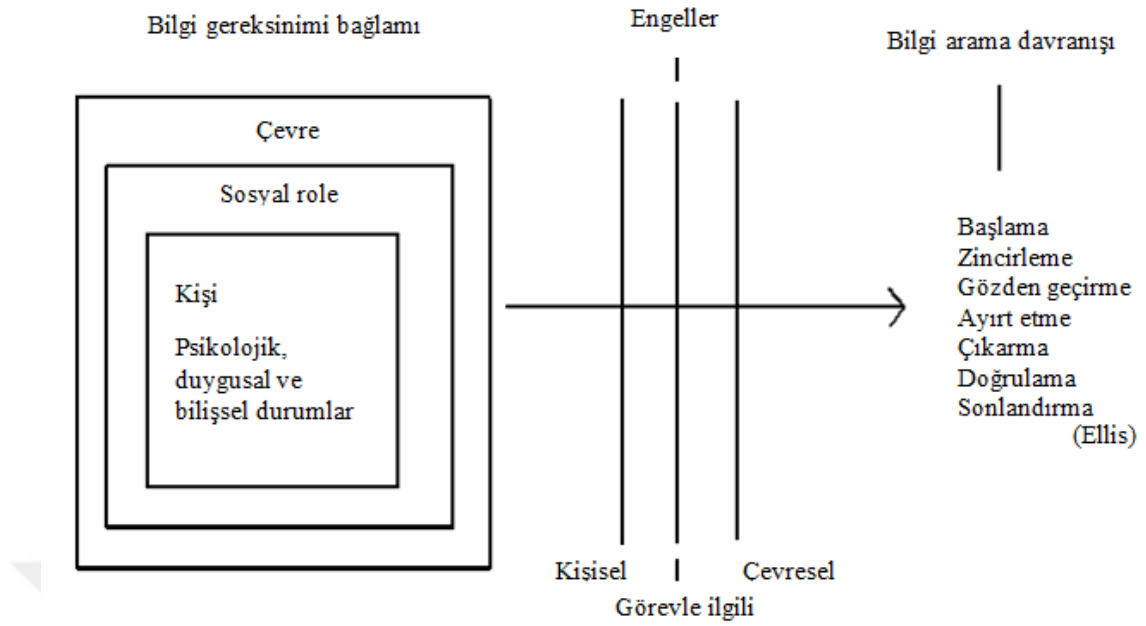 Bilgi gereksinimi bağlamı
Engeller
Bilgi arama davranışı
Çevre
Sosyal role
Kişi
Psikolojik,
duygusal ve
bilişsel durumlar
Başlama
Zincirleme
Gözden geçirme
Ayırt etme
Çıkarma
Doğrulama
Sonlandırma
(Ellis)
Kişisel
Çevresel
Görevle ilgili